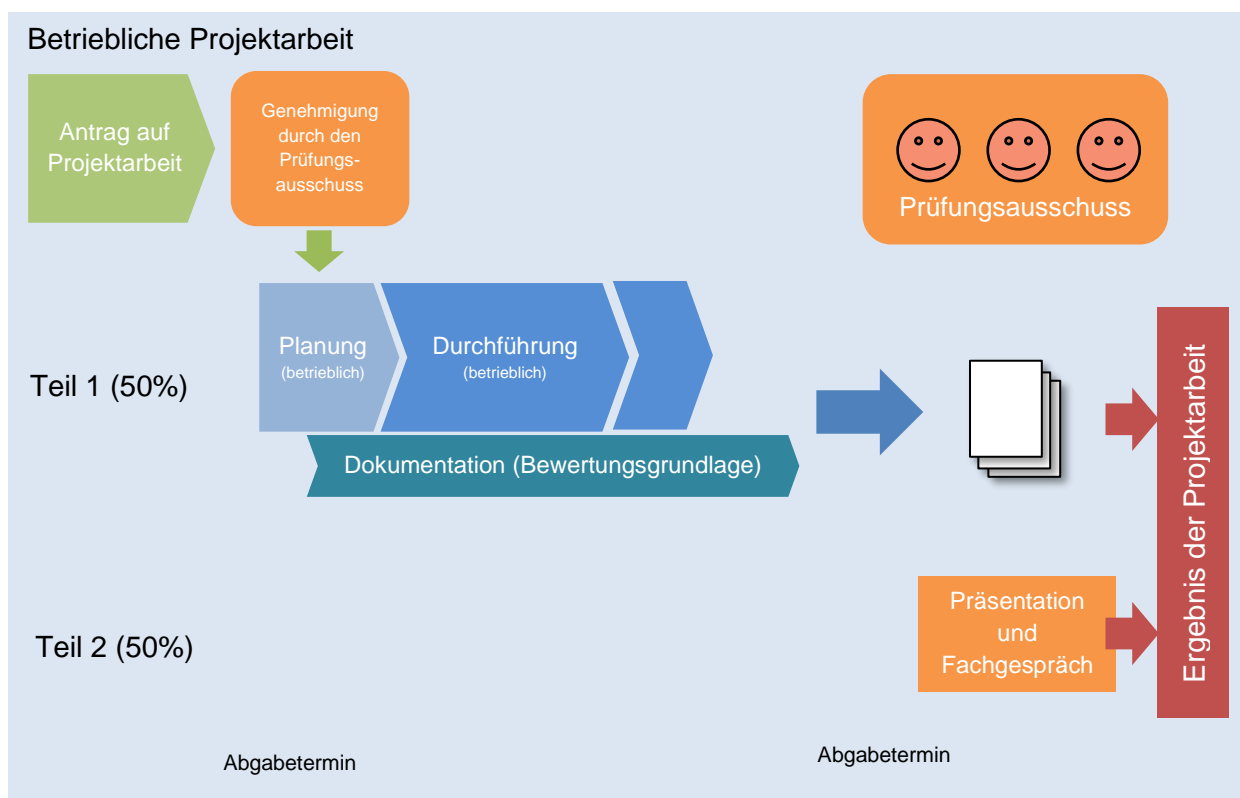 Betriebliche Projektarbeit
Antrag auf
Projektarbeit
Genehmigung
durch den
Prüfungs-
ausschuss
Prüfungsausschuss
Teil 1 (50%)
Planung
(betrieblich)
Durchführung
(betrieblich)
Dokumentation (Bewertungsgrundlage)
Ergebnis der Projektarbeit
Teil 2 (50%)
Präsentation
und
Fachgespräch
Abgabetermin
Abgabetermin